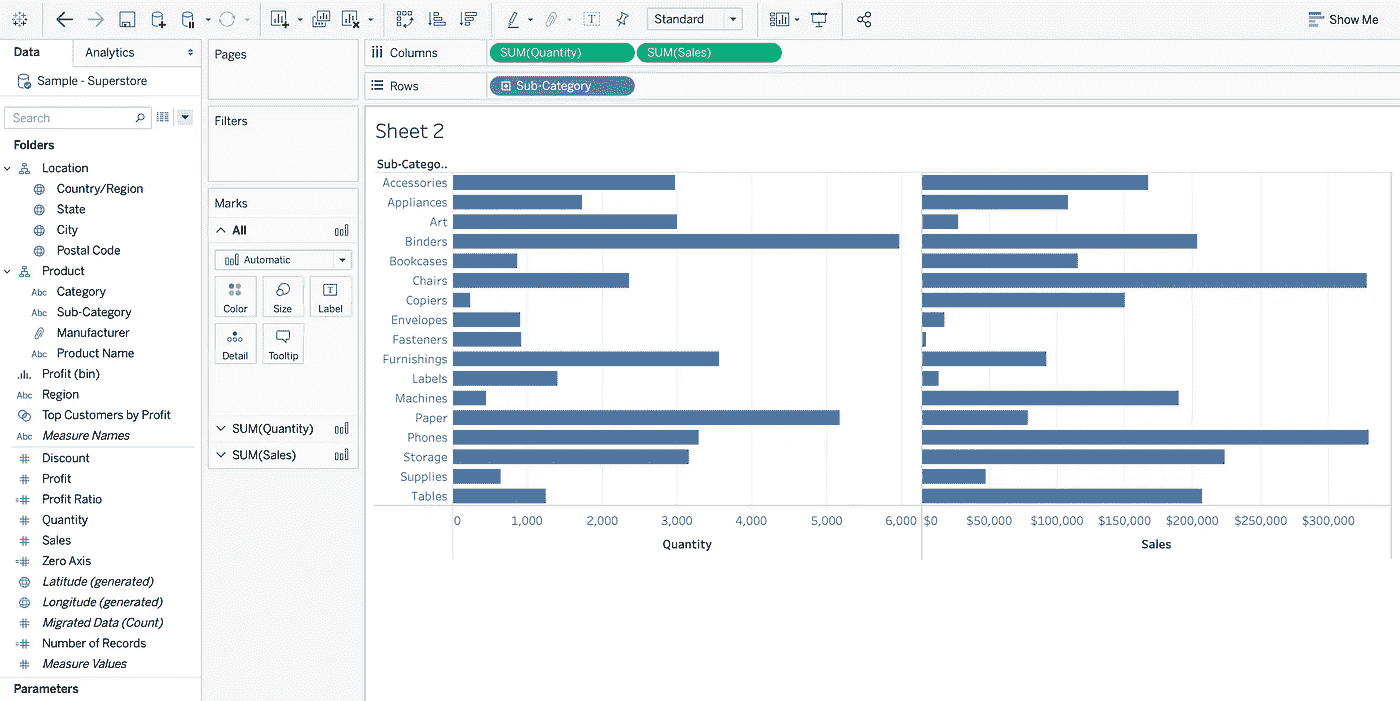 Standard
Show Me
Data
Analytics
Sample - Superstore
Search
Folders
Location
Country/Region
State
City
Postal Code
Product
Abc Category
Abc Sub-Category
Manufacturer
Abc Product Name
Profit (bin)
Abc Region
Top Customers by Profit
Abc Measure Names
# Discount
# Profit
=# Profit Ratio
# Quantity
# Sales
=# Zero Axis
Latitude (generated)
Longitude (generated)
# Migrated Data (Count)
=# Number of Records
# Measure Values
Parameters
Pages
Filters
Marks
All
Automatic
Color
Size
T
Label
Detail
Tooltip
SUM(Quantity)
SUM(Sales)
Columns
SUM(Quantity)
SUM(Sales)
Rows
Sub-Category
Sheet 2
Sub-Catego..
Accessories
Appliances
Art
Binders
Bookcases
Chairs
Copiers
Envelopes
Fasteners
Furnishings
Labels
Machines
Paper
Phones
Storage
Supplies
Tables
0 1,000 2,000 3,000 4,000 5,000 6,000
Quantity
$0 $50,000 $100,000 $150,000 $200,000 $250,000 $300,000
Sales